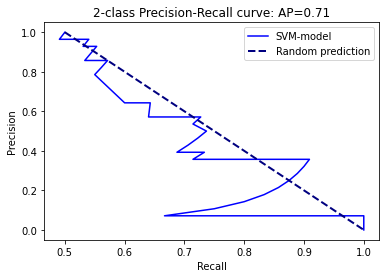 2-class Precision-Recall curve: AP=0.71
SVM-model
Random prediction
Precision
1.0
0.8
0.6
0.4
0.2
0.0
0.5
0.6
0.7
0.8
0.9
1.0
Recall